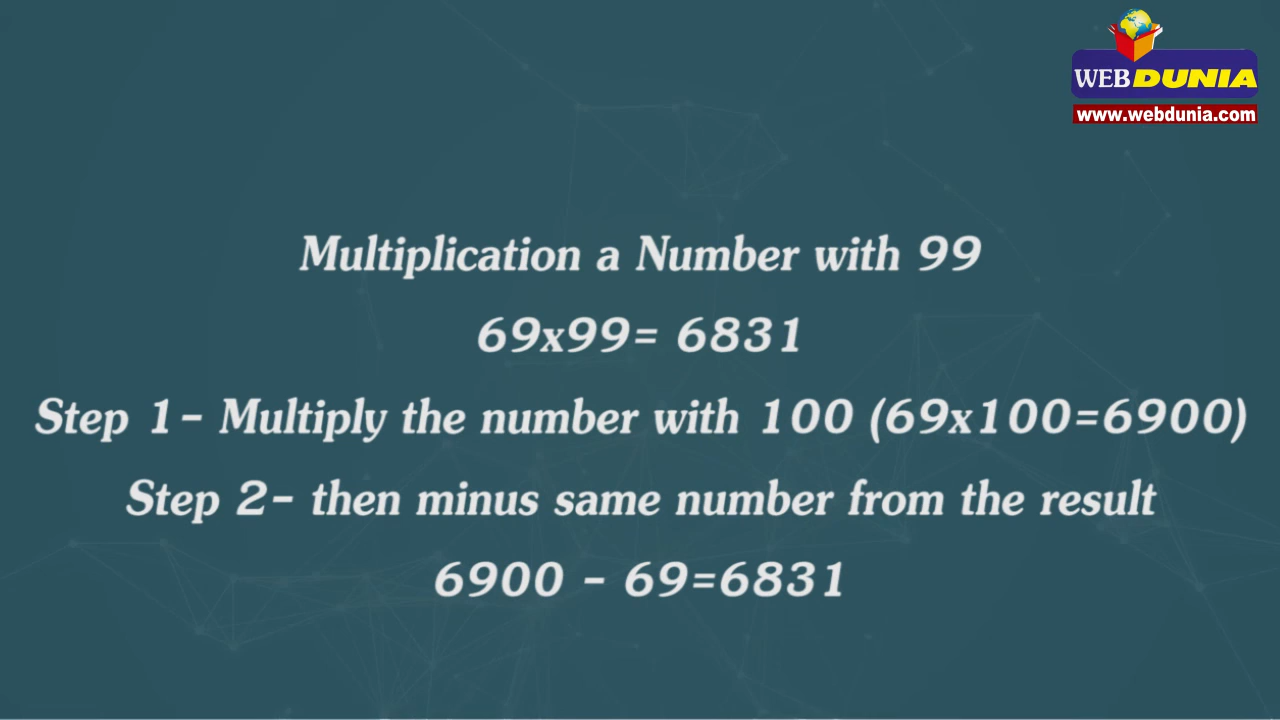 WEBDUNIA
www.webdunia.com
Multiplication a Number with 99
69x99= 6831
Step 1- Multiply the number with 100 (69x100=6900)
Step 2- then minus same number from the result
6900 - 69=6831